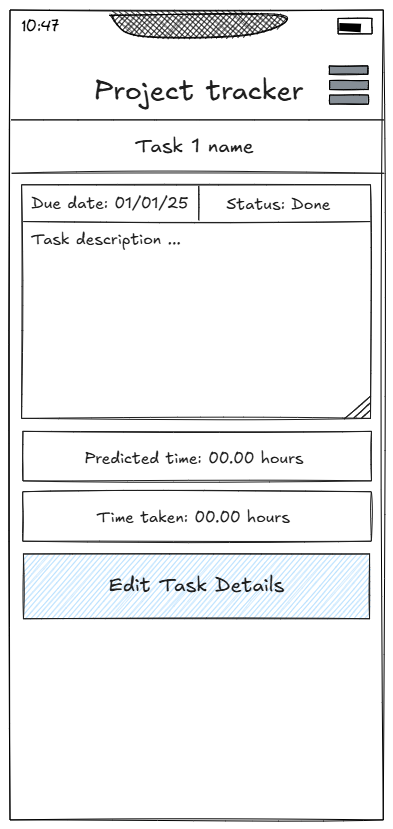 10:47
Project tracker
Task 1 name
Due date: 01/01/25
Status: Done
Task description ...
Predicted time: 00.00 hours
Time taken: 00.00 hours
Edit Task Details